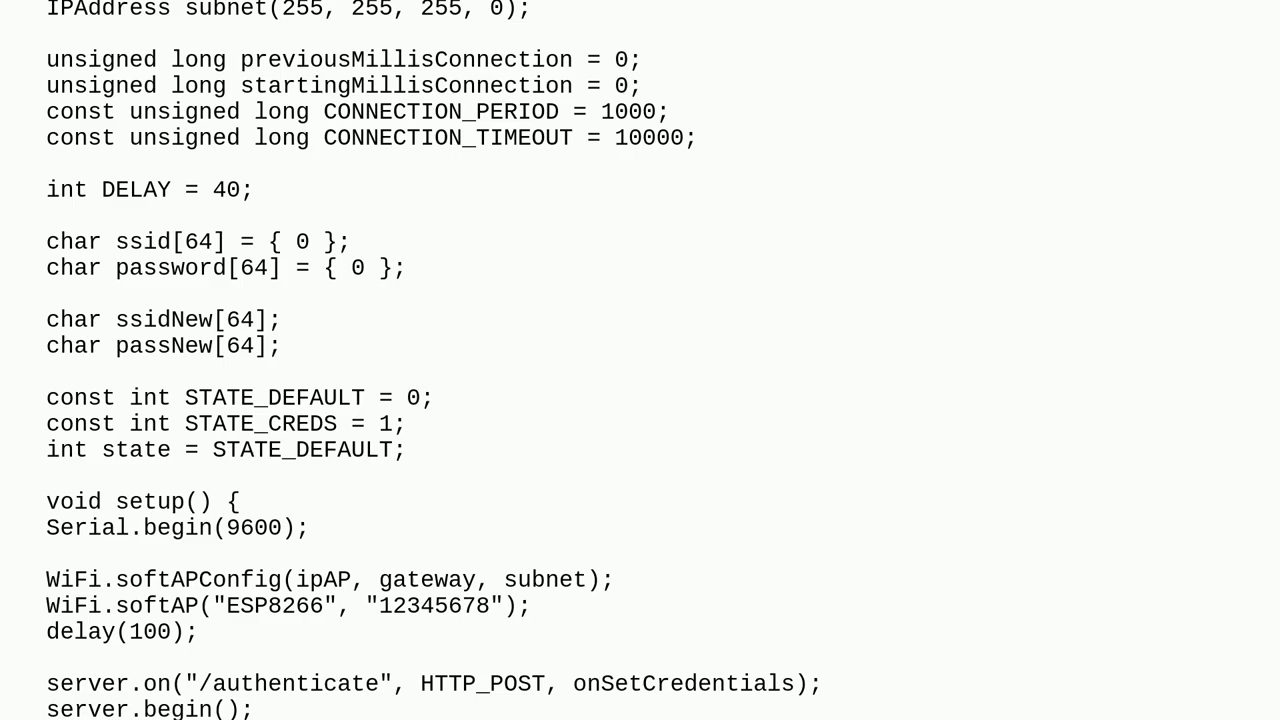 IPAddress subnet(255, 255, 255, 0);
unsigned long previousMillisConnection = 0;
unsigned long startingMillisConnection = 0;
const unsigned long CONNECTION_PERIOD = 1000;
const unsigned long CONNECTION_TIMEOUT = 10000;
int DELAY = 40;
char ssid[64] = { 0 };
char password[64] = { 0 };
char ssidNew[64];
char passNew[64];
const int STATE_DEFAULT = 0;
const int STATE_CREDS = 1;
int state = STATE_DEFAULT;
void setup() {
Serial.begin(9600);
WiFi.softAPConfig(ipAP, gateway, subnet);
WiFi.softAP("ESP8266", "12345678");
delay(100);
server.on("/authenticate", HTTP_POST, onSetCredentials);
server.begin();